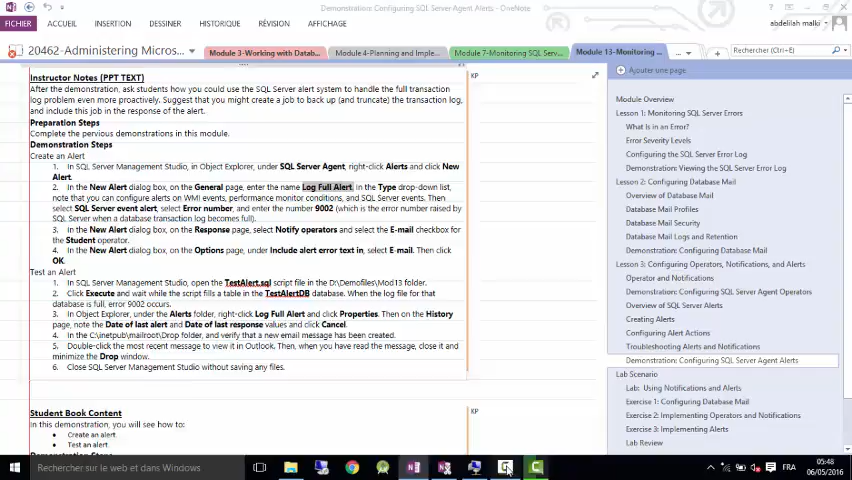 Demonstration: Configuring SQL Server Agent Alerts - OneNote
FICHIER ACCUEIL INSERTION DESSINER HISTORIQUE RÉVISION AFFICHAGE
abdelilah malki
20462-Administering Micros... Module 3-Working with Datab... Module 4-Planning and Imple... Module 7-Monitoring SQL Serv... Module 13-Monitoring ... Rechercher (Ctrl+E)
Instructor Notes (PPT TEXT)
After the demonstration, ask students how you could use the SQL Server alert system to handle the full transaction
log problem even more proactively. Suggest that you might create a job to back up (and truncate) the transaction log,
and include this job in the response of the alert.
Preparation Steps
Complete the pervious demonstrations in this module.
Demonstration Steps
Create an Alert
1. In SQL Server Management Studio, in Object Explorer, under SQL Server Agent, right-click Alerts and click New
Alert.
2. In the New Alert dialog box, on the General page, enter the name Log Full Alert. In the Type drop-down list,
note that you can configure alerts on WMI events, performance monitor conditions, and SQL Server events. Then
select SQL Server event alert, select Error number, and enter the number 9002 (which is the error number raised by
SQL Server when a database transaction log becomes full).
3. In the New Alert dialog box, on the Response page, select Notify operators and select the E-mail checkbox for
the Student operator.
4. In the New Alert dialog box, on the Options page, under Include alert error text in, select E-mail. Then click
OK.
Test an Alert
1. In SQL Server Management Studio, open the TestAlert.sql script file in the D:\Demofiles\Mod13 folder.
2. Click Execute and wait while the script fills a table in the TestAlertDB database. When the log file for that
database is full, error 9002 occurs.
3. In Object Explorer, under the Alerts folder, right-click Log Full Alert and click Properties. Then on the History
page, note the Date of last alert and Date of last response values and click Cancel.
4. In the C:\inetpub\mailroot\Drop folder, and verify that a new email message has been created.
5. Double-click the most recent message to view it in Outlook. Then, when you have read the message, close it and
minimize the Drop window.
6. Close SQL Server Management Studio without saving any files.
KP
Student Book Content
In this demonstration, you will see how to:
• Create an alert
• Test an alert
KP
Ajouter une page
Module Overview
Lesson 1: Monitoring SQL Server Errors
What is in an Error?
Error Severity Levels
Configuring the SQL Server Error Log
Demonstration: Viewing the SQL Server Error Log
Lesson 2: Configuring Database Mail
Overview of Database Mail
Database Mail Profiles
Database Mail Security
Database Mail Logs and Retention
Demonstration: Configuring Database Mail
Lesson 3: Configuring Operators, Notifications, and Alerts
Operator and Notifications
Demonstration: Configuring SQL Server Agent Operators
Overview of SQL Server Alerts
Creating Alerts
Configuring Alert Actions
Troubleshooting Alerts and Notifications
Demonstration: Configuring SQL Server Agent Alerts
Lab Scenario
Lab: Using Notifications and Alerts
Exercise 1: Configuring Database Mail
Exercise 2: Implementing Operators and Notifications
Exercise 3: Implementing Alerts
Lab Review
Rechercher sur le web et dans Windows
FRA
05:48
06/05/2016